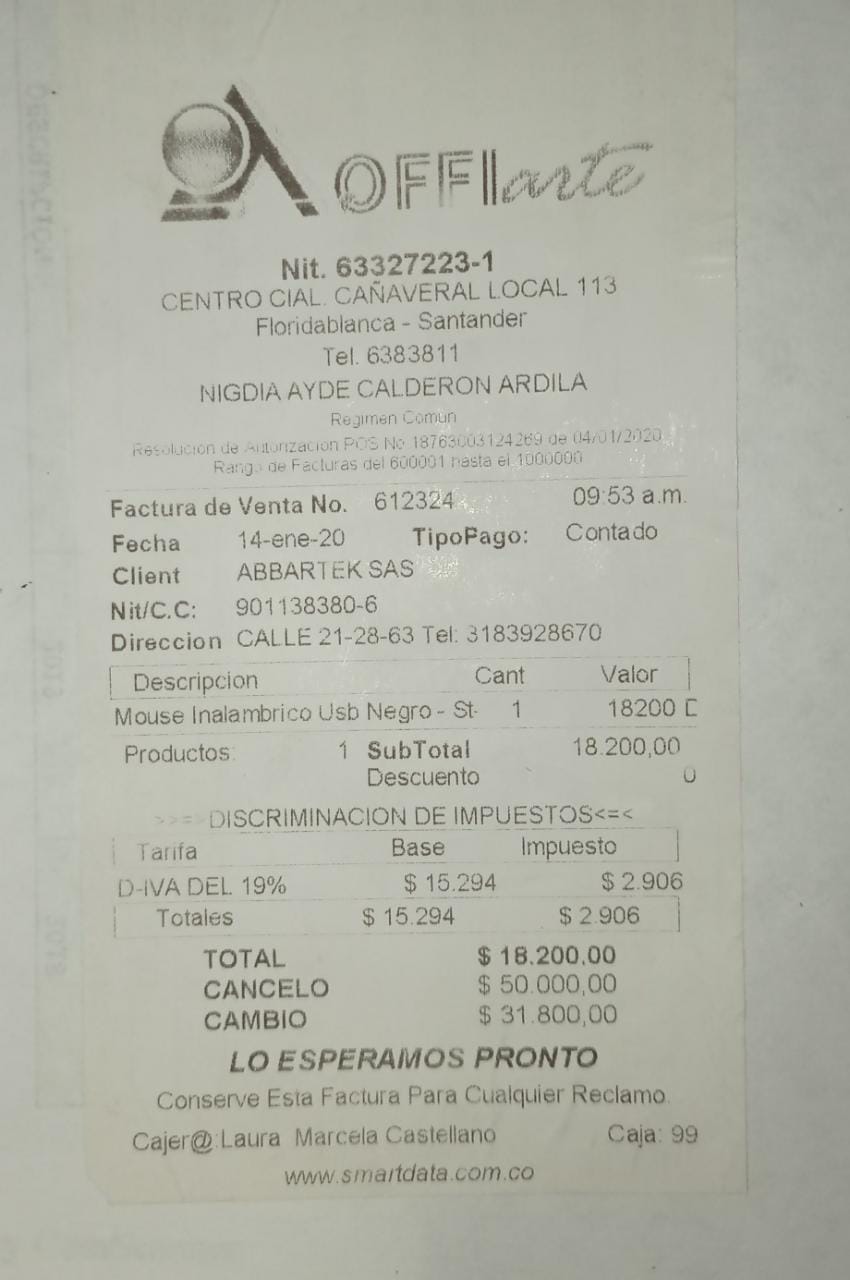 OFFIarte
Nit. 63327223-1
CENTRO CIAL. CAÑAVERAL LOCAL 113
Floridablanca - Santander
Tel. 6383811
NIGDIA AYDE CALDERON ARDILA
Regimen Comun
Resolucion de Autorizacion POS No 18763003124269 de 04/01/2020
Rango de Facturas del 600001 hasta el 1000000
Factura de Venta No. 612324 09:53 a.m.
Fecha 14-ene-20 TipoPago: Contado
Client ABBARTEK SAS
Nit/C.C: 901138380-6
Direccion CALLE 21-28-63 Tel: 3183928670
Descripcion Cant Valor
Mouse Inalambrico Usb Negro - St- 1 18200 D
Productos: 1 SubTotal 18.200,00
Descuento 0
>>=>DISCRIMINACION DE IMPUESTOS<=<
Tarifa Base Impuesto
D-IVA DEL 19% $ 15.294 $ 2.906
Totales $ 15.294 $ 2.906
TOTAL $ 18.200,00
CANCELO $ 50.000,00
CAMBIO $ 31.800,00
LO ESPERAMOS PRONTO
Conserve Esta Factura Para Cualquier Reclamo.
Cajer@:Laura Marcela Castellano Caja: 99
www.smartdata.com.co